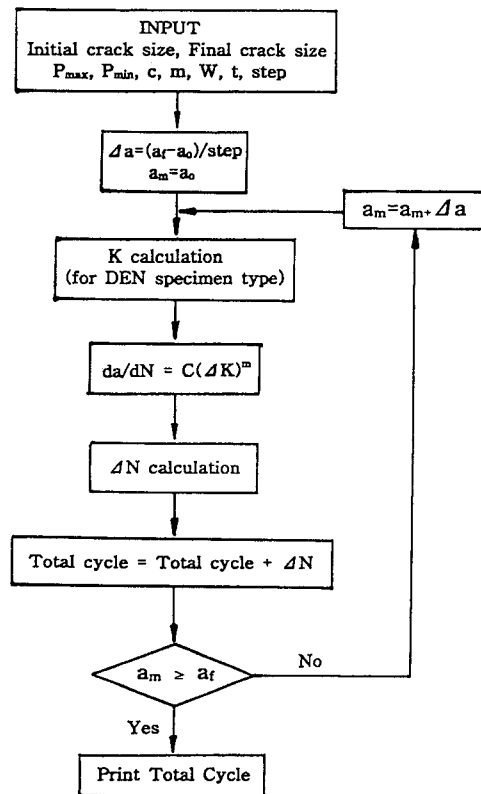 INPUT
Initial crack size, Final crack size
Pmax, Pmin, c, m, W, t, step
Δa=(af-ao)/step
am=ao
am=am+ Δa
K calculation
(for DEN specimen type)
da/dN = C(ΔK)^m
ΔN calculation
Total cycle = Total cycle + ΔN
am ≥ af
No
Yes
Print Total Cycle